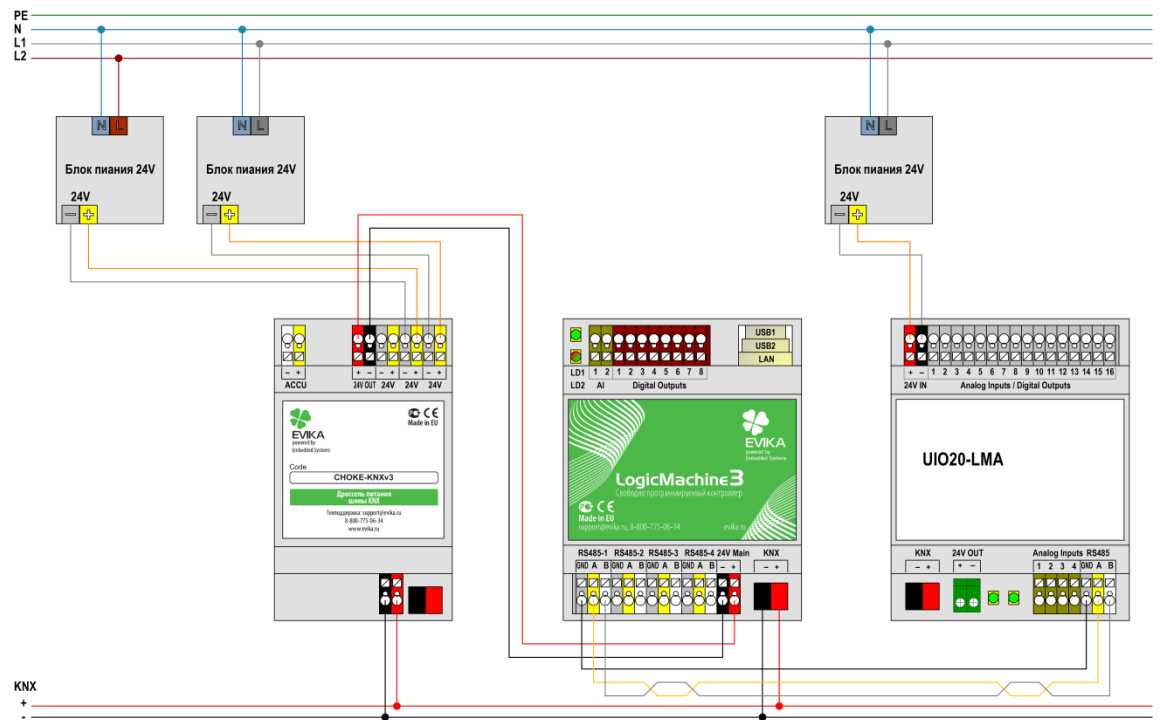 PE
N
L1
L2
N L
N L
N L
Блок пиания 24V
Блок пиания 24V
Блок пиания 24V
24V
24V
24V
− +
− +
− +
USB1
USB2
LAN
− +
ACCU
+ − − + − + − +
24V OUT 24V 24V 24V
LD1 1 2 1 2 3 4 5 6 7 8
LD2 AI Digital Outputs
+ − 1 2 3 4 5 6 7 8 9 10 11 12 13 14 15 16
24V IN Analog Inputs / Digital Outputs
EVIKA
powered by
Embedded Systems
Made in EU
Code
CHOKE-KNXv3
Дроссель питания
шины KNX
Техподдержка: support@evika.ru
8-800-775-06-34
www.evika.ru
EVIKA
powered by
Embedded Systems
LogicMachine3
Свободно программируемый контроллер
Made in EU
support@evika.ru, 8-800-775-06-34
evika.ru
UIO20-LMA
RS485-1 RS485-2 RS485-3 RS485-4 24V Main KNX
GND A B GND A B GND A B GND A B − + − +
KNX 24V OUT Analog Inputs RS485
− + + − 1 2 3 4 GND A B
KNX
+
-